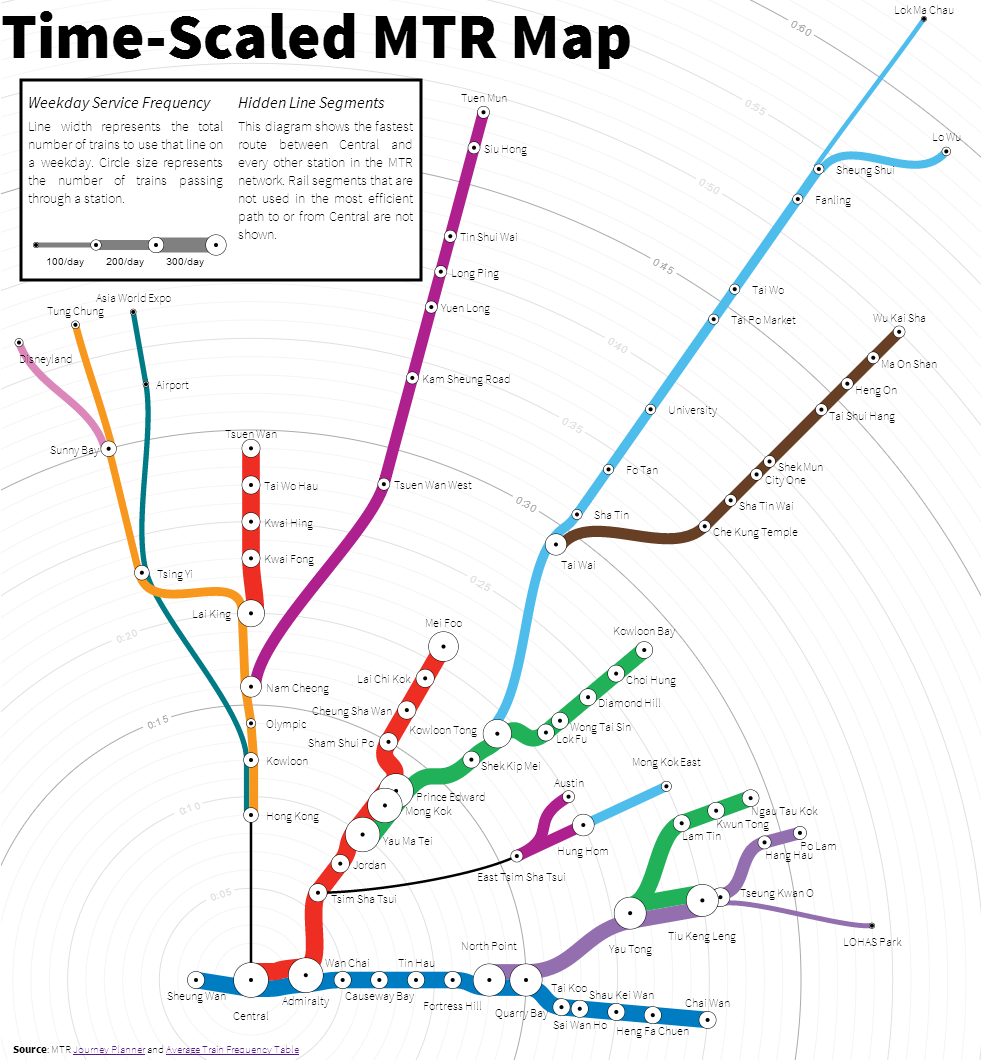 Time-Scaled MTR Map
Weekday Service Frequency
Line width represents the total
number of trains to use that line on
a weekday. Circle size represents
the number of trains passing
through a station.
100/day
200/day
300/day
Hidden Line Segments
This diagram shows the fastest
route between Central and
every other station in the MTR
network. Rail segments that are
not used in the most efficient
path to or from Central are not
shown.
Lok Ma Chau
0:60
Tuen Mun
0:55
Lo Wu
Siu Hong
Sheung Shui
0:50
Fanling
Tin Shui Wai
0:45
Long Ping
Tai Wo
Asia World Expo
Tung Chung
Yuen Long
Tai Po Market
Wu Kai Sha
0:40
Disneyland
Ma On Shan
Airport
Kam Sheung Road
Heng On
University
Tai Shui Hang
0:35
Tsuen Wan
Sunny Bay
Fo Tan
Shek Mun
City One
Tai Wo Hau
Tsuen Wan West
0:30
Sha Tin Wai
Sha Tin
Kwai Hing
Che Kung Temple
Kwai Fong
Tai Wai
Tsing Yi
0:25
Lai King
0:20
Mei Foo
Kowloon Bay
Lai Chi Kok
Choi Hung
Nam Cheong
Diamond Hill
Cheung Sha Wan
0:15
Olympic
Kowloon Tong
Wong Tai Sin
Lok Fu
Sham Shui Po
Kowloon
Shek Kip Mei
Mong Kok East
Austin
Prince Edward
0:10
Mong Kok
Ngau Tau Kok
Hong Kong
Kwun Tong
Lam Tin
Yau Ma Tei
Po Lam
Hung Hom
Hang Hau
Jordan
East Tsim Sha Tsui
0:05
Tsim Sha Tsui
Tseung Kwan O
Tiu Keng Leng
LOHAS Park
North Point
Yau Tong
Wan Chai
Tin Hau
Sheung Wan
Admiralty
Causeway Bay
Fortress Hill
Central
Quarry Bay
Tai Koo
Shau Kei Wan
Chai Wan
Sai Wan Ho
Heng Fa Chuen
Source: MTR Journey Planner and Average Train Frequency Table